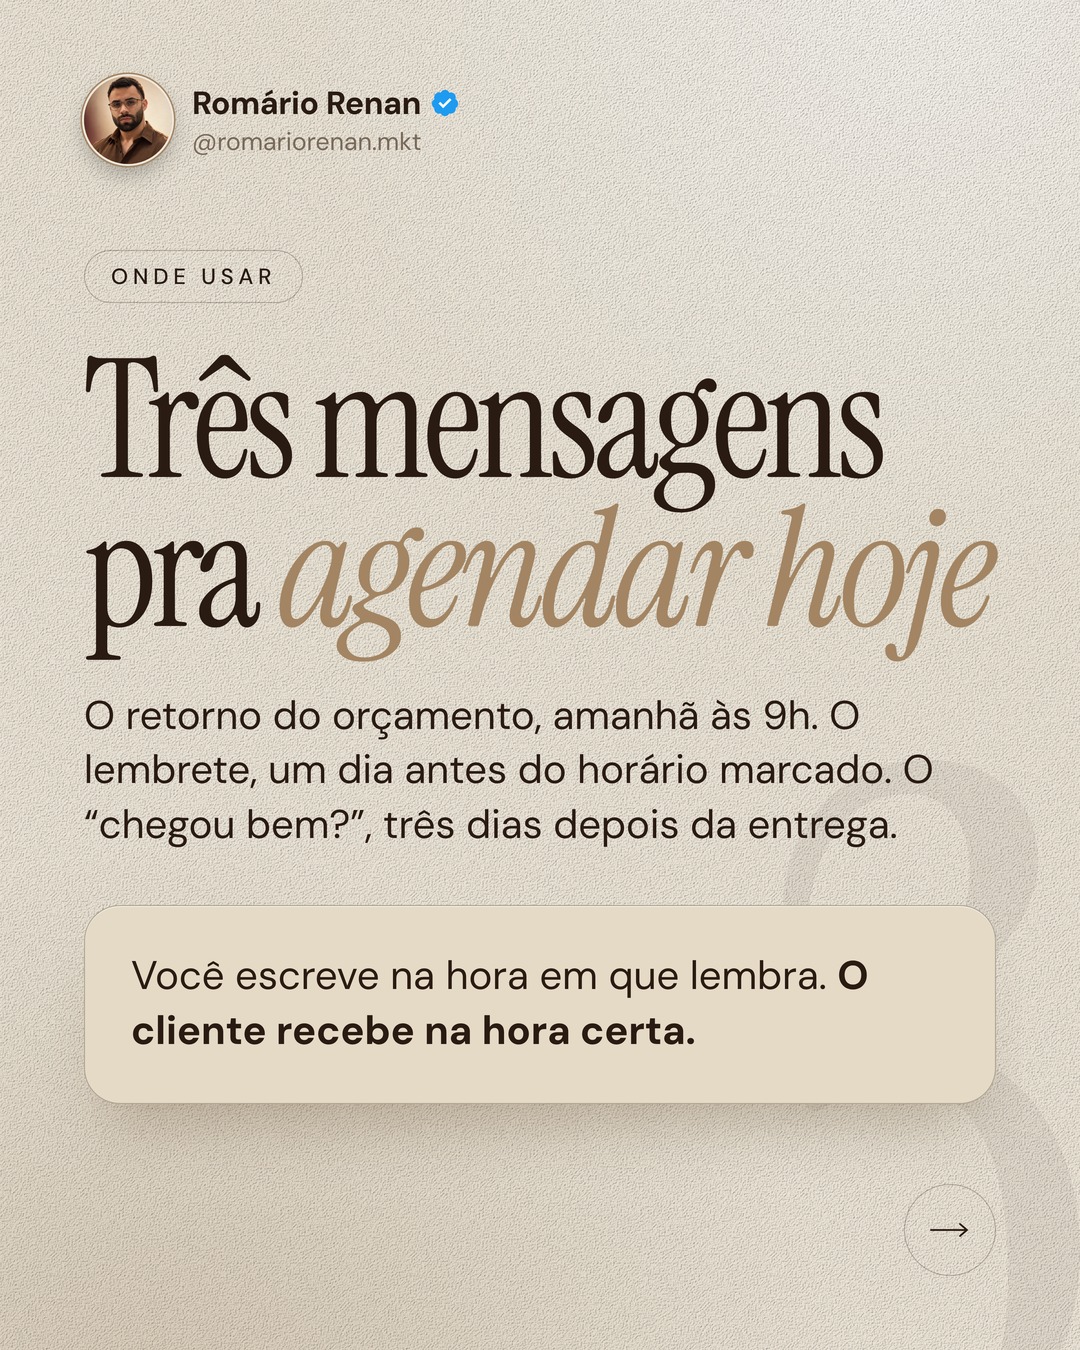 Romário Renan
@romariorenan.mkt
ONDE USAR
Três mensagens
pra agendar hoje
O retorno do orçamento, amanhã às 9h. O
lembrete, um dia antes do horário marcado. O
“chegou bem?”, três dias depois da entrega.
Você escreve na hora em que lembra. O
cliente recebe na hora certa.
3